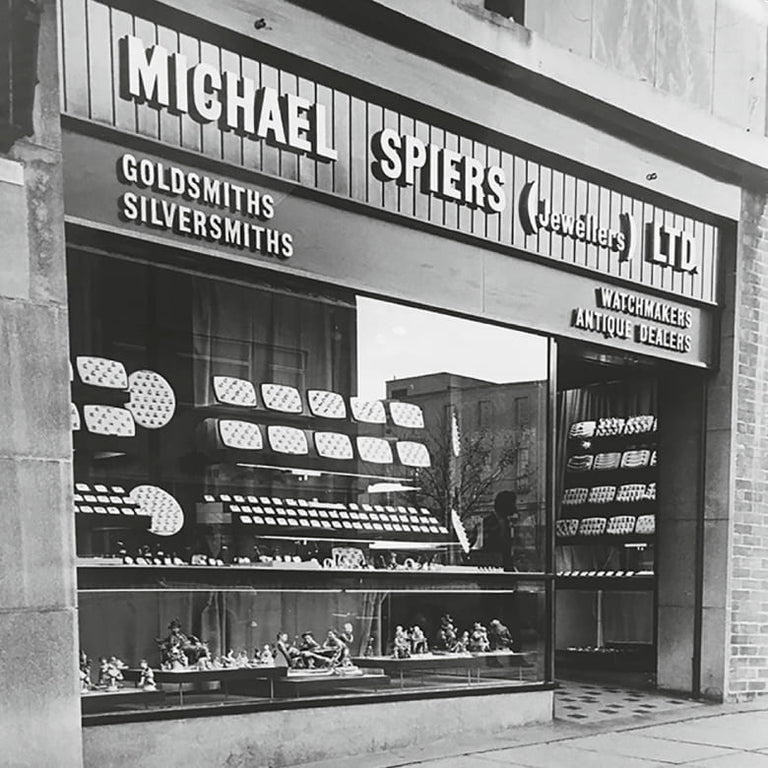 MICHAEL SPIERS (Jewellers) LTD.
GOLDSMITHS
SILVERSMITHS
WATCHMAKERS
ANTIQUE DEALERS